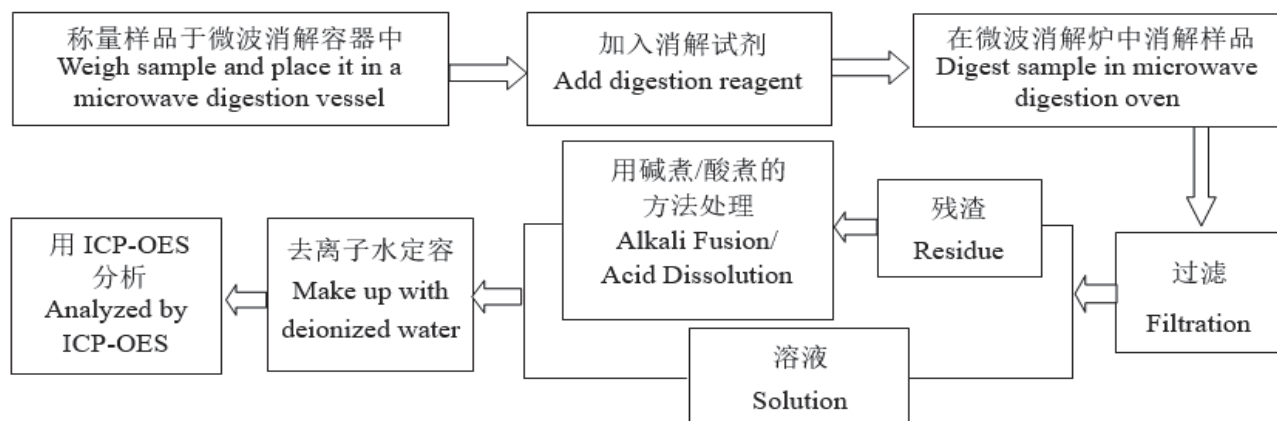 称量样品于微波消解容器中
Weigh sample and place it in a
microwave digestion vessel
加入消解试剂
Add digestion reagent
在微波消解炉中消解样品
Digest sample in microwave
digestion oven
过滤
Filtration
残渣
Residue
用碱煮/酸煮的
方法处理
Alkali Fusion/
Acid Dissolution
溶液
Solution
去离子水定容
Make up with
deionized water
用 ICP-OES
分析
Analyzed by
ICP-OES